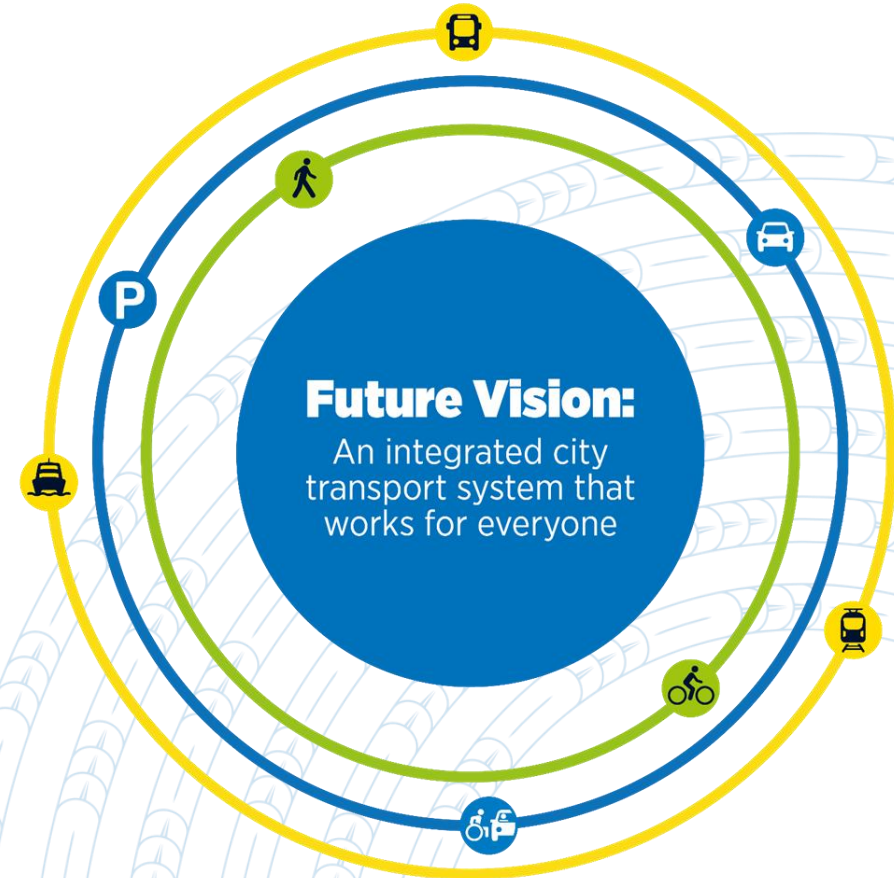 P
Future Vision:
An integrated city
transport system that
works for everyone